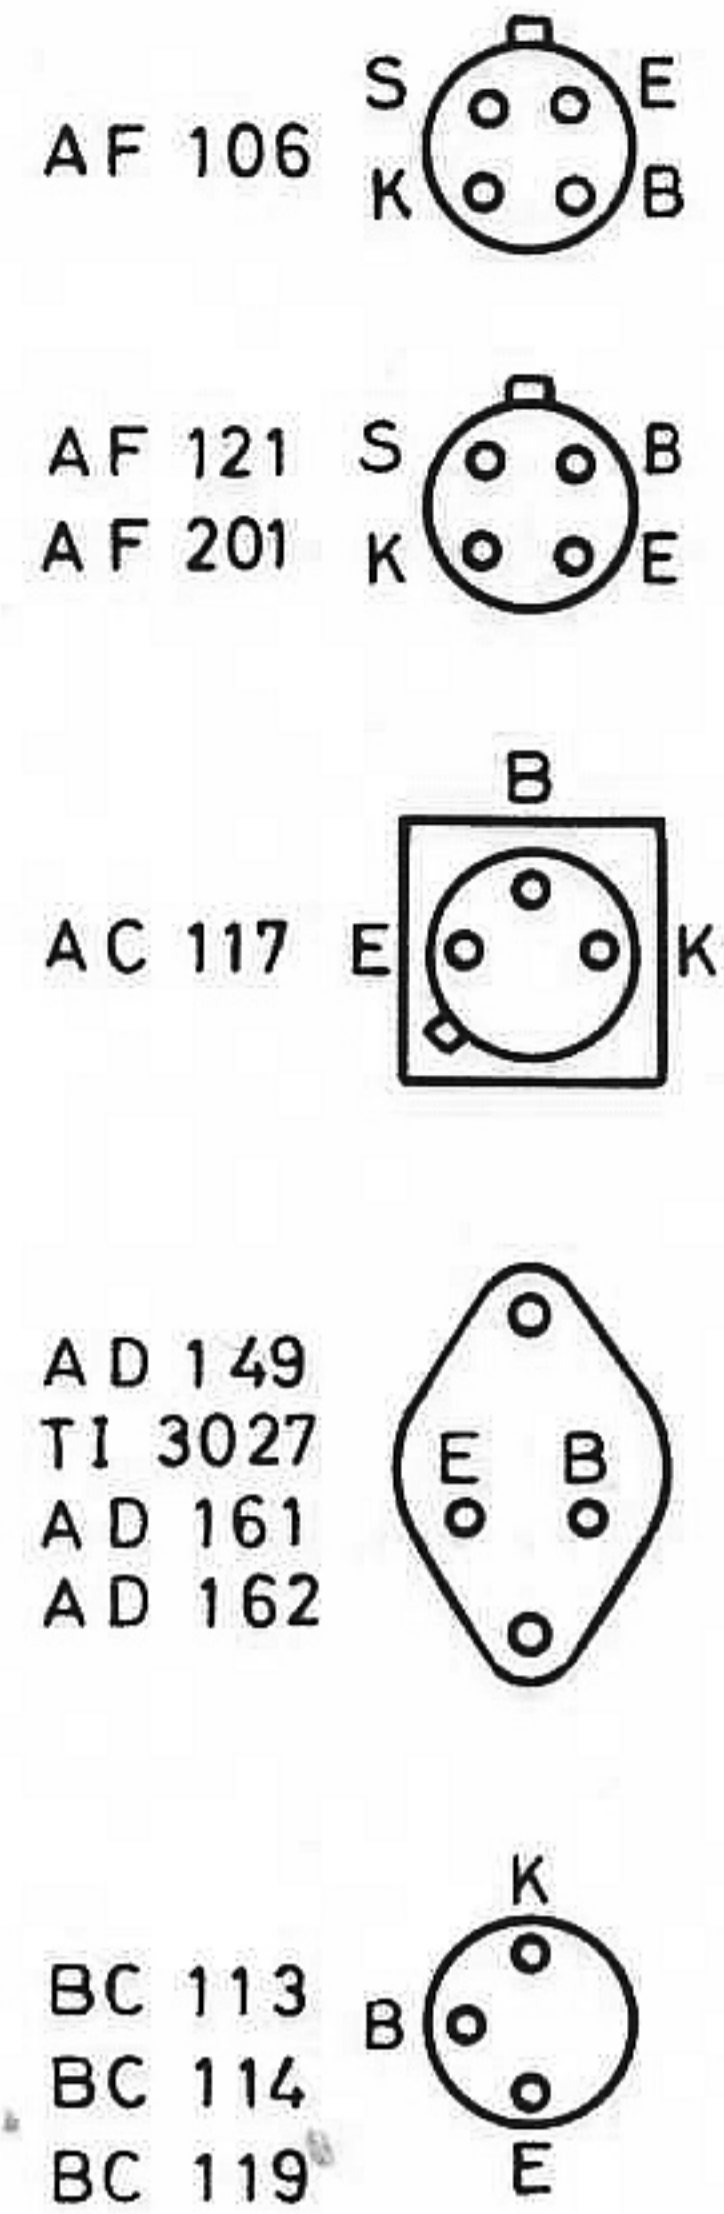 S E
AF 106
K B
AF 121 S B
AF 201 K E
B
AC 117 E K
AD 149
TI 3027 E B
AD 161
AD 162
K
BC 113
B
BC 114
BC 119 E